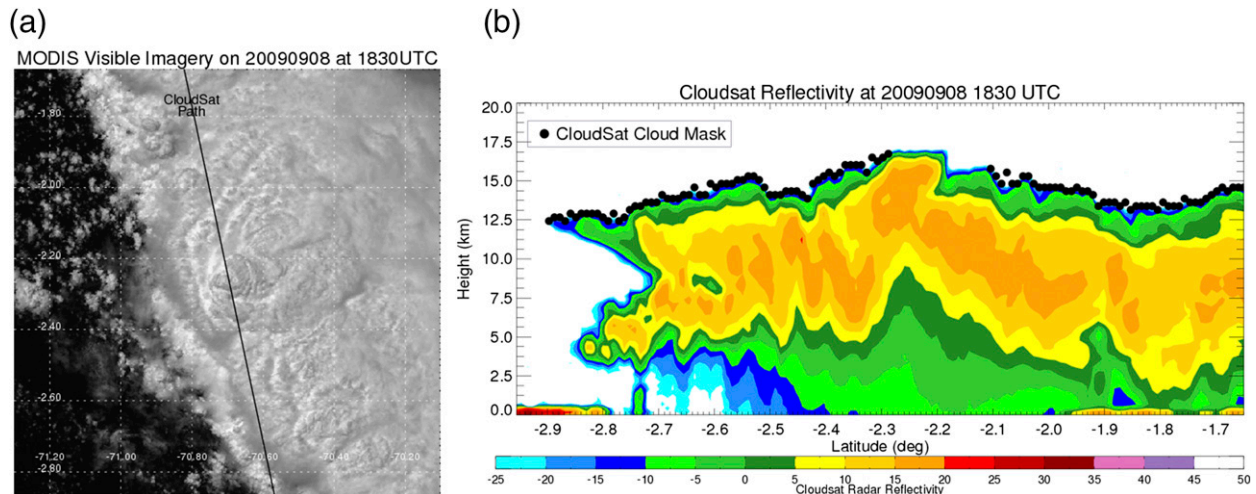 (a)
MODIS Visible Imagery on 20090908 at 1830UTC
CloudSat
Path
-1.80
-2.00
-2.20
-2.40
-2.60
-2.80
-71.20 -71.00 -70.80 -70.60 -70.40 -70.20
(b)
Cloudsat Reflectivity at 20090908 1830 UTC
CloudSat Cloud Mask
Height (km)
20.0
17.5
15.0
12.5
10.0
7.5
5.0
2.5
0.0
-2.9 -2.8 -2.7 -2.6 -2.5 -2.4 -2.3 -2.2 -2.1 -2.0 -1.9 -1.8 -1.7
Latitude (deg)
-25 -20 -15 -10 -5 0 5 10 15 20 25 30 35 40 45 50
Cloudsat Radar Reflectivity